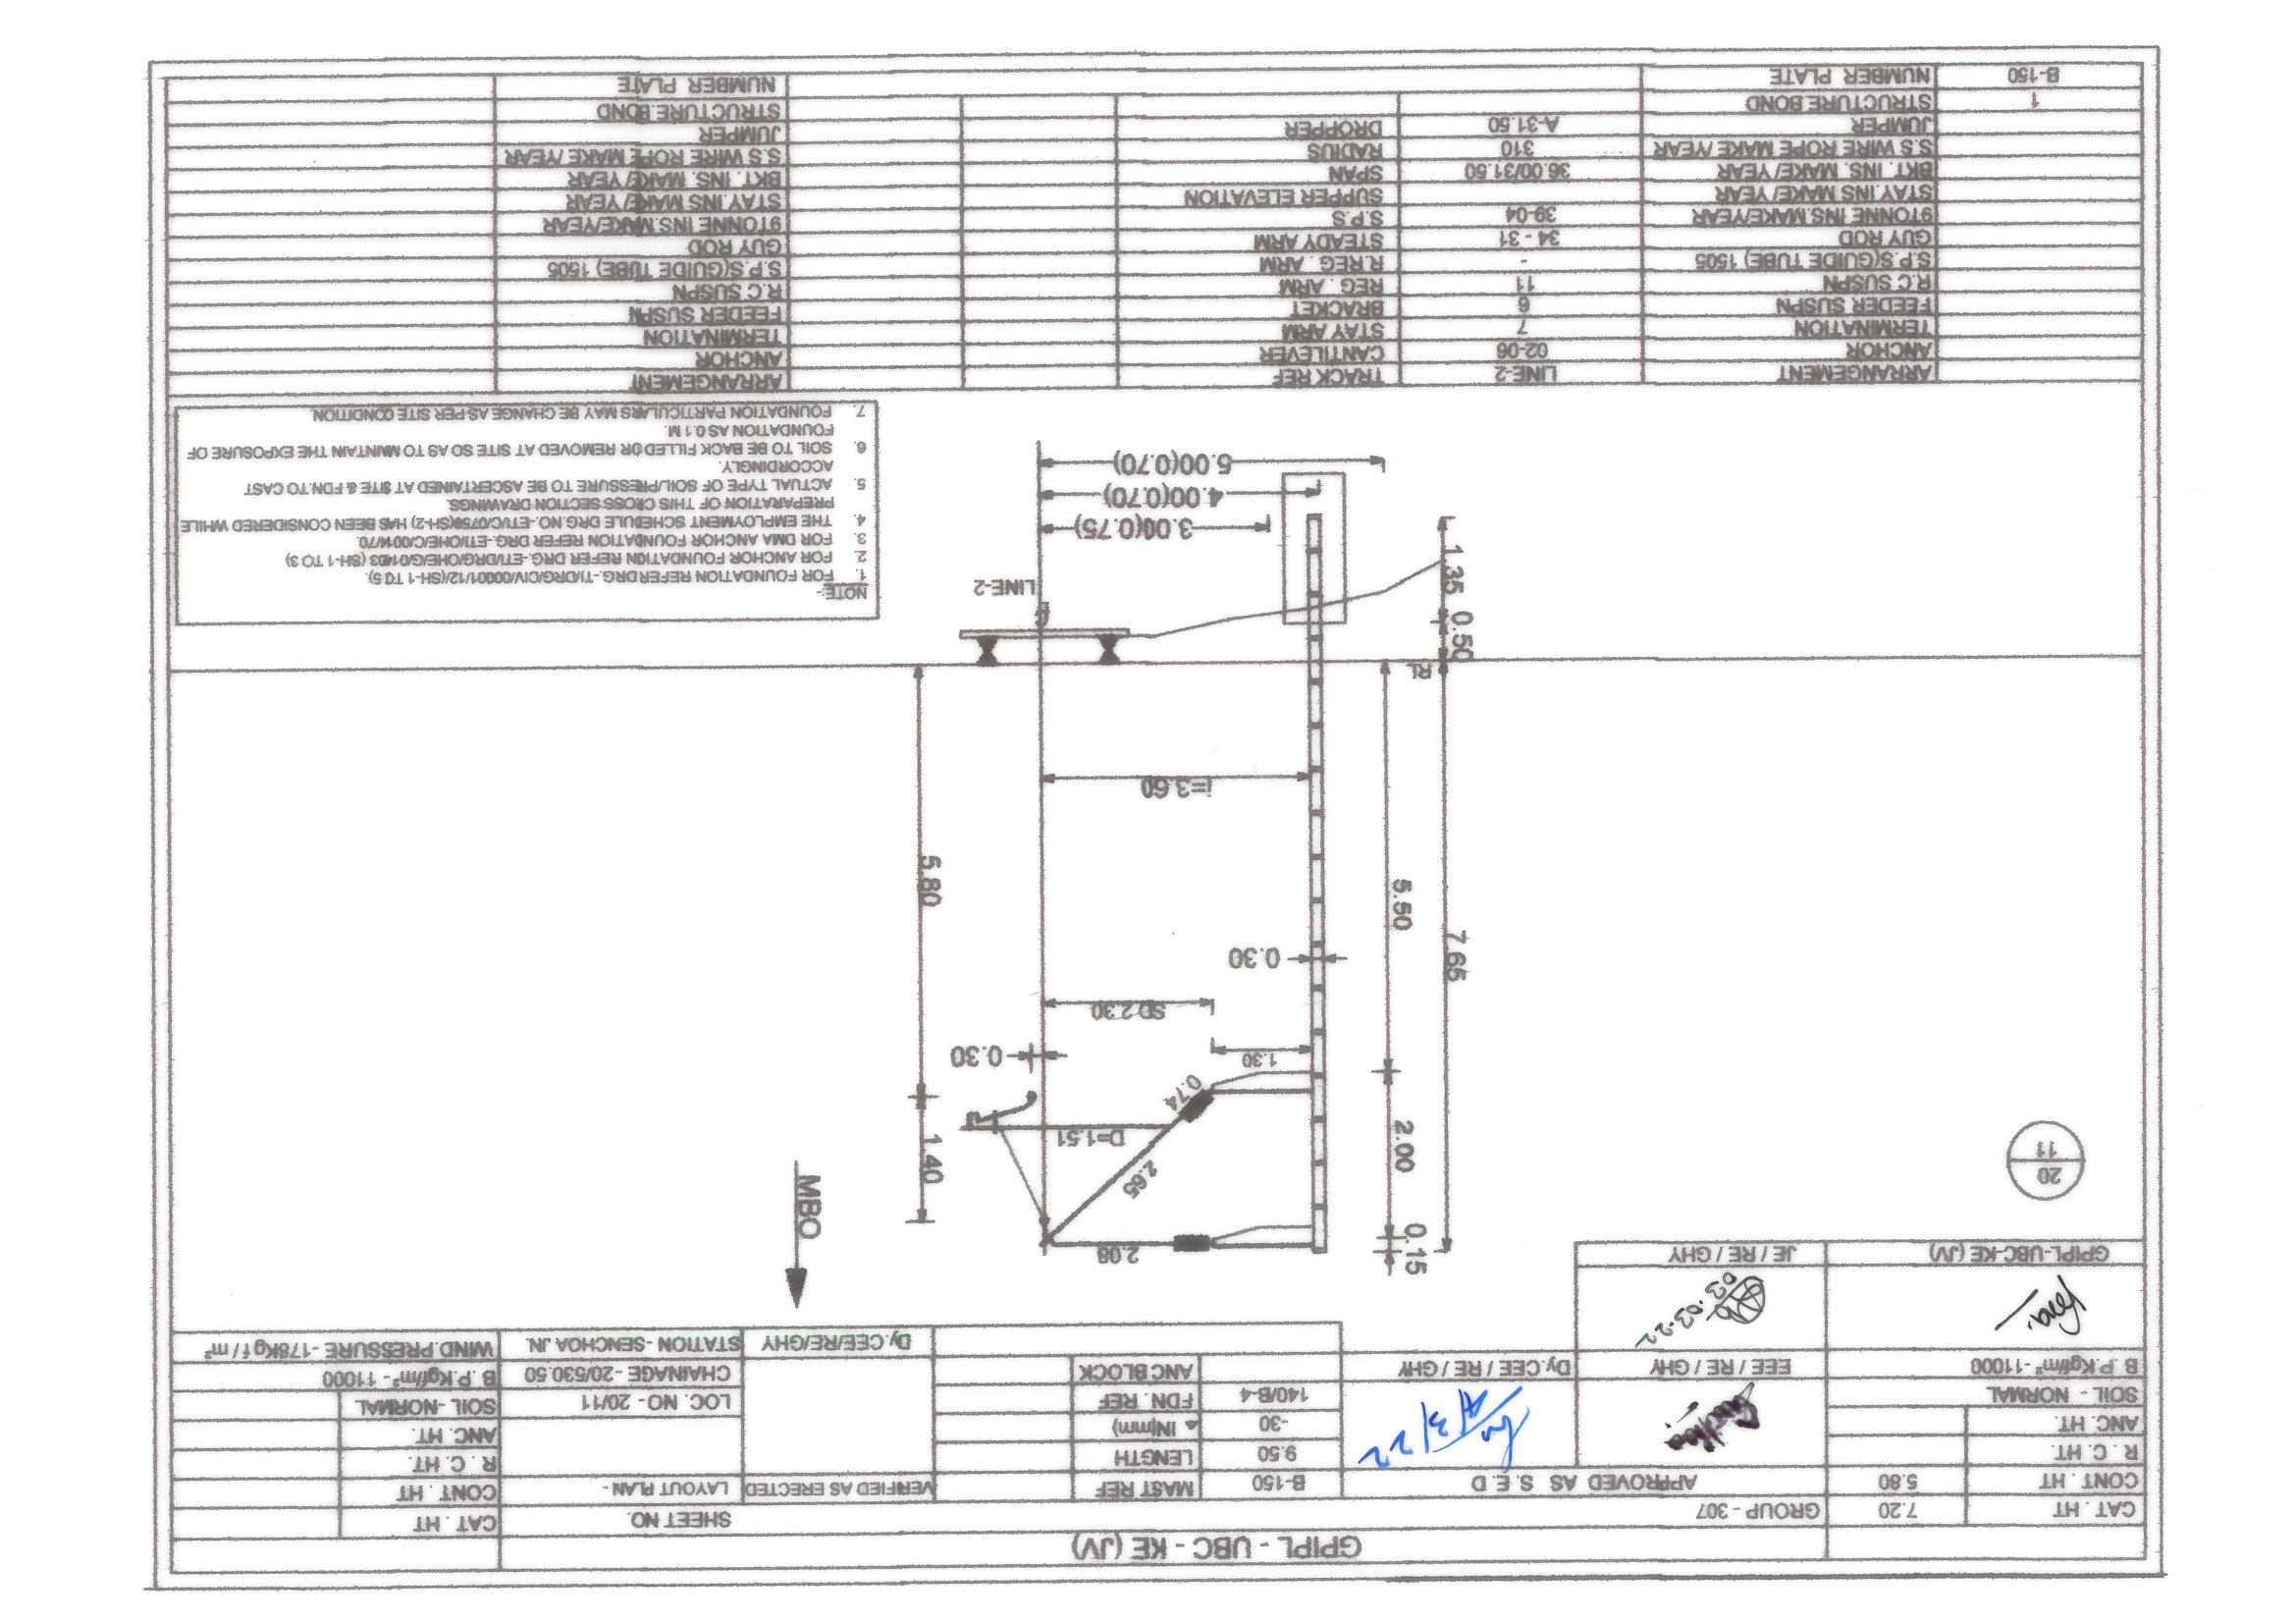 GPIPL - UBC - KE (JV)
CAT . HT 7.20 GROUP - 307 SHEET NO. CAT . HT
CONT . HT 5.80 APPROVED AS S. E. D B-150 MAST REF VERIFIED AS ERECTED LAYOUT PLAN - CONT . HT
R . C. HT. 9.50 LENGTH R . C. HT.
ANC. HT. -30 △ IN(mm) ANC. HT.
4/3/22
SOIL - NORMAL 140/B-4 FDN. REF LOC. NO - 20/11 SOIL -NORMAL
B .P.Kgf/m² -11000 EEE / RE / GHY Dy.CEE / RE / GHY ANC BLOCK CHAINAGE -20/530.50 B .P.Kgf/m² - 11000
Dy.CEE/RE/GHY STATION -SENCHOA JN. WIND.PRESSURE -178Kg f / m²
03.03.22
GPIPL-UBC-KE (JV) JE / RE / GHY
20
11
MBO
0.15
2.08
2.65
2.00
D=1.51
1.40
0.74
1.30
0.30
SD 2.30
7.65
0.30
5.50
5.80
i=3.60
RL
0.50
1.35
LINE-2
3.00(0.75)
4.00(0.70)
5.00(0.70)
NOTE:-
1. FOR FOUNDATION REFER DRG.-TI/DRG/CIV/00001/12/(SH-1 TO 5).
2. FOR ANCHOR FOUNDATION REFER DRG.-ETI/DRG/OHE/G/01403 (SH-1 TO 3)
3. FOR DMA ANCHOR FOUNDATION REFER DRG.-ETI/OHE/C/0014/70.
4. THE EMPLOYMENT SCHEDULE DRG.NO.-ETI/C/0750(SH-2) HAS BEEN CONSIDERED WHILE
PREPARATION OF THIS CROSS SECTION DRAWINGS.
5. ACTUAL TYPE OF SOIL/PRESSURE TO BE ASCERTAINED AT SITE & FDN.TO CAST
ACCORDINGLY.
6. SOIL TO BE BACK FILLED OR REMOVED AT SITE SO AS TO MAINTAIN THE EXPOSURE OF
FOUNDATION AS 0.1 M.
7. FOUNDATION PARTICULARS MAY BE CHANGE AS PER SITE CONDITION.
ARRANGEMENT LINE-2 TRACK REF ARRANGEMENT
ANCHOR 02-06 CANTILEVER ANCHOR
TERMINATION 7 STAY ARM TERMINATION
FEEDER SUSPN 6 BRACKET FEEDER SUSPN
R.C SUSPN 11 REG . ARM R.C SUSPN
S.P.S(GUIDE TUBE) 1505 - R.REG . ARM S.P.S(GUIDE TUBE) 1505
GUY ROD 34 - 31 STEADY ARM GUY ROD
9TONNE INS.MAKE/YEAR 39-04 S.P.S 9TONNE INS.MAKE/YEAR
STAY.INS MAKE/ YEAR SUPPER ELEVATION STAY.INS MAKE/ YEAR
BKT. INS. MAKE/ YEAR 36.00/31.50 SPAN BKT. INS. MAKE/ YEAR
S.S WIRE ROPE MAKE /YEAR 310 RADIUS S.S WIRE ROPE MAKE /YEAR
JUMPER A-31.50 DROPPER JUMPER
1 STRUCTURE.BOND STRUCTURE.BOND
B-150 NUMBER PLATE NUMBER PLATE